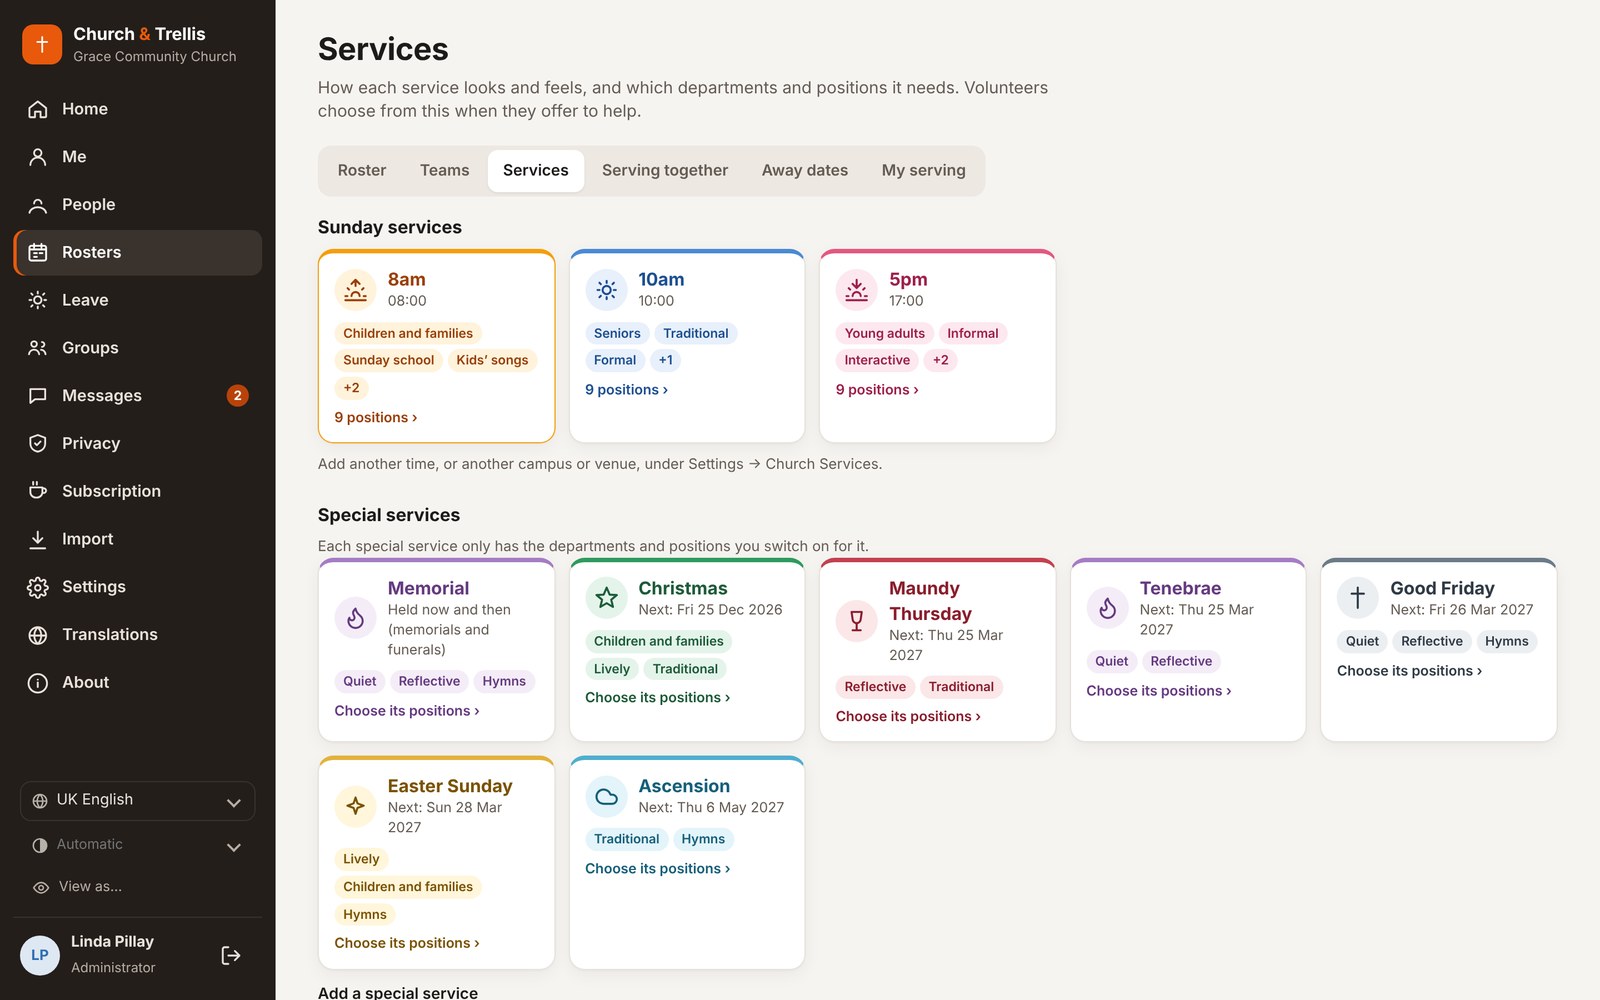 Church & Trellis
Grace Community Church
Home
Me
People
Rosters
Leave
Groups
Messages
2
Privacy
Subscription
Import
Settings
Translations
About
UK English
Automatic
View as...
LP
Linda Pillay
Administrator
Services
How each service looks and feels, and which departments and positions it needs. Volunteers
choose from this when they offer to help.
Roster
Teams
Services
Serving together
Away dates
My serving
Sunday services
8am
08:00
Children and families
Sunday school
Kids’ songs
+2
9 positions ›
10am
10:00
Seniors
Traditional
Formal
+1
9 positions ›
5pm
17:00
Young adults
Informal
Interactive
+2
9 positions ›
Add another time, or another campus or venue, under Settings → Church Services.
Special services
Each special service only has the departments and positions you switch on for it.
Memorial
Held now and then
(memorials and
funerals)
Quiet
Reflective
Hymns
Choose its positions ›
Christmas
Next: Fri 25 Dec 2026
Children and families
Lively
Traditional
Choose its positions ›
Maundy
Thursday
Next: Thu 25 Mar
2027
Reflective
Traditional
Choose its positions ›
Tenebrae
Next: Thu 25 Mar
2027
Quiet
Reflective
Choose its positions ›
Good Friday
Next: Fri 26 Mar 2027
Quiet
Reflective
Hymns
Choose its positions ›
Easter Sunday
Next: Sun 28 Mar
2027
Lively
Children and families
Hymns
Choose its positions ›
Ascension
Next: Thu 6 May 2027
Traditional
Hymns
Choose its positions ›
Add a special service